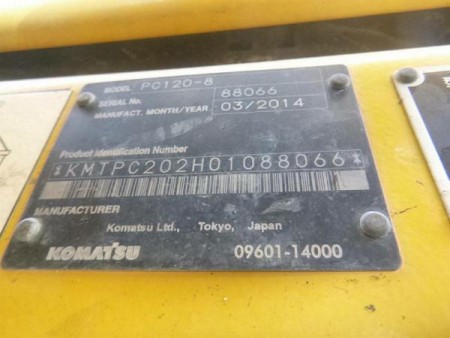 MODEL PC120-8
SERIAL No. 88066
MANUFACT. MONTH/YEAR 03/2014
Product Identification Number
*KMTPC202H01088066*
MANUFACTURER
Komatsu Ltd., Tokyo, Japan
KOMATSU 09601-14000